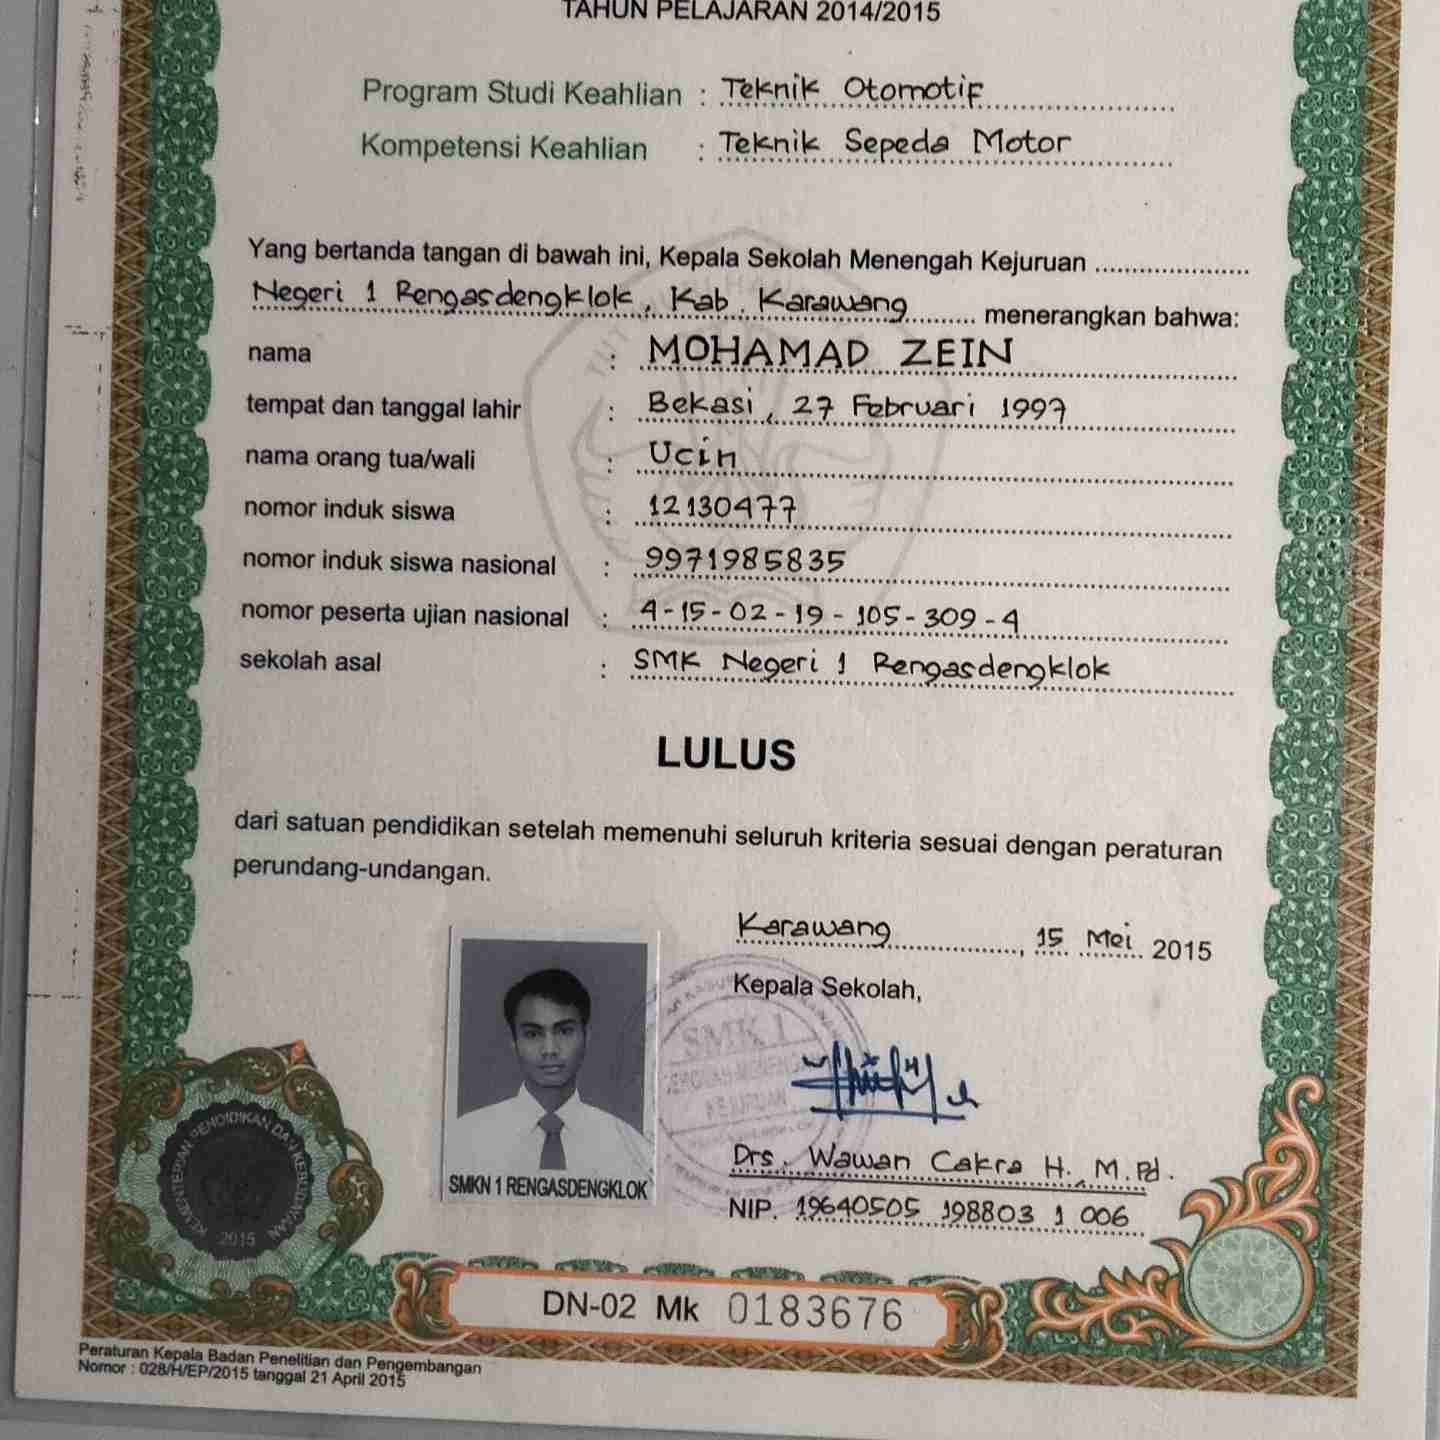 TAHUN PELAJARAN 2014/2015
Program Studi Keahlian : Teknik Otomotif
Kompetensi Keahlian : Teknik Sepeda Motor
Yang bertanda tangan di bawah ini, Kepala Sekolah Menengah Kejuruan
Negeri 1 Rengasdengklok, Kab. Karawang menerangkan bahwa:
nama : MOHAMAD ZEIN
tempat dan tanggal lahir : Bekasi, 27 Februari 1997
nama orang tua/wali : Ucin
nomor induk siswa : 12130477
nomor induk siswa nasional : 9971985835
nomor peserta ujian nasional : 4-15-02-19-105-309-4
sekolah asal : SMK Negeri 1 Rengasdengklok
LULUS
dari satuan pendidikan setelah memenuhi seluruh kriteria sesuai dengan peraturan
perundang-undangan.
Karawang, 15 Mei 2015
Kepala Sekolah,
SMK 1
SEKOLAH MENENGAH
KEJURUAN
Drs. Wawan Cakra H. M.Pd.
NIP. 19640505 198803 1 006
SMKN 1 RENGASDENGKLOK
KEMENTERIAN PENDIDIKAN DAN KEBUDAYAAN
2015
DN-02 Mk 0183676
Peraturan Kepala Badan Penelitian dan Pengembangan
Nomor : 028/H/EP/2015 tanggal 21 April 2015